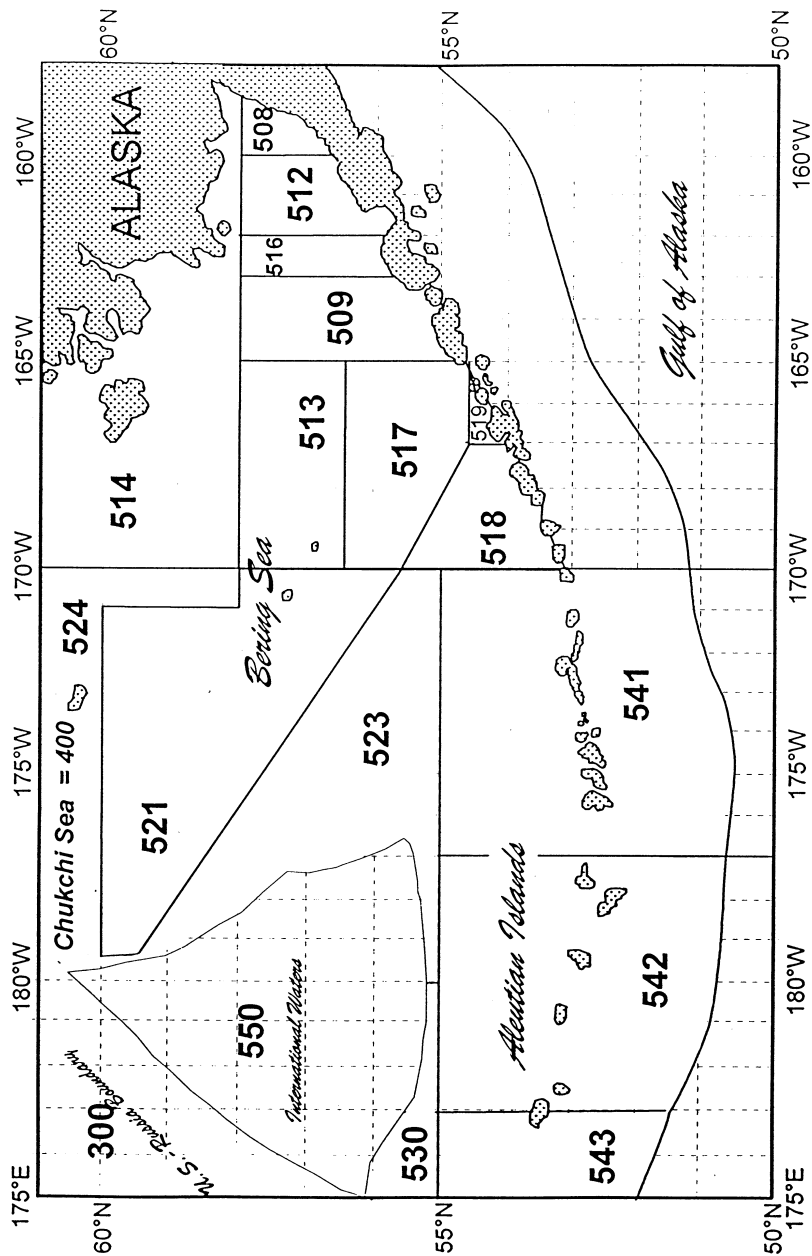 175°E
180°W
175°W
170°W
165°W
160°W
60°N
60°N
Chukchi Sea = 400
524
ALASKA
300
U.S.-Russia Boundary
521
514
508
512
516
509
550
International Waters
Bering Sea
513
523
517
519
518
530
55°N
55°N
Aleutian Islands
543
542
541
Gulf of Alaska
50°N
50°N
175°E
180°W
175°W
170°W
165°W
160°W